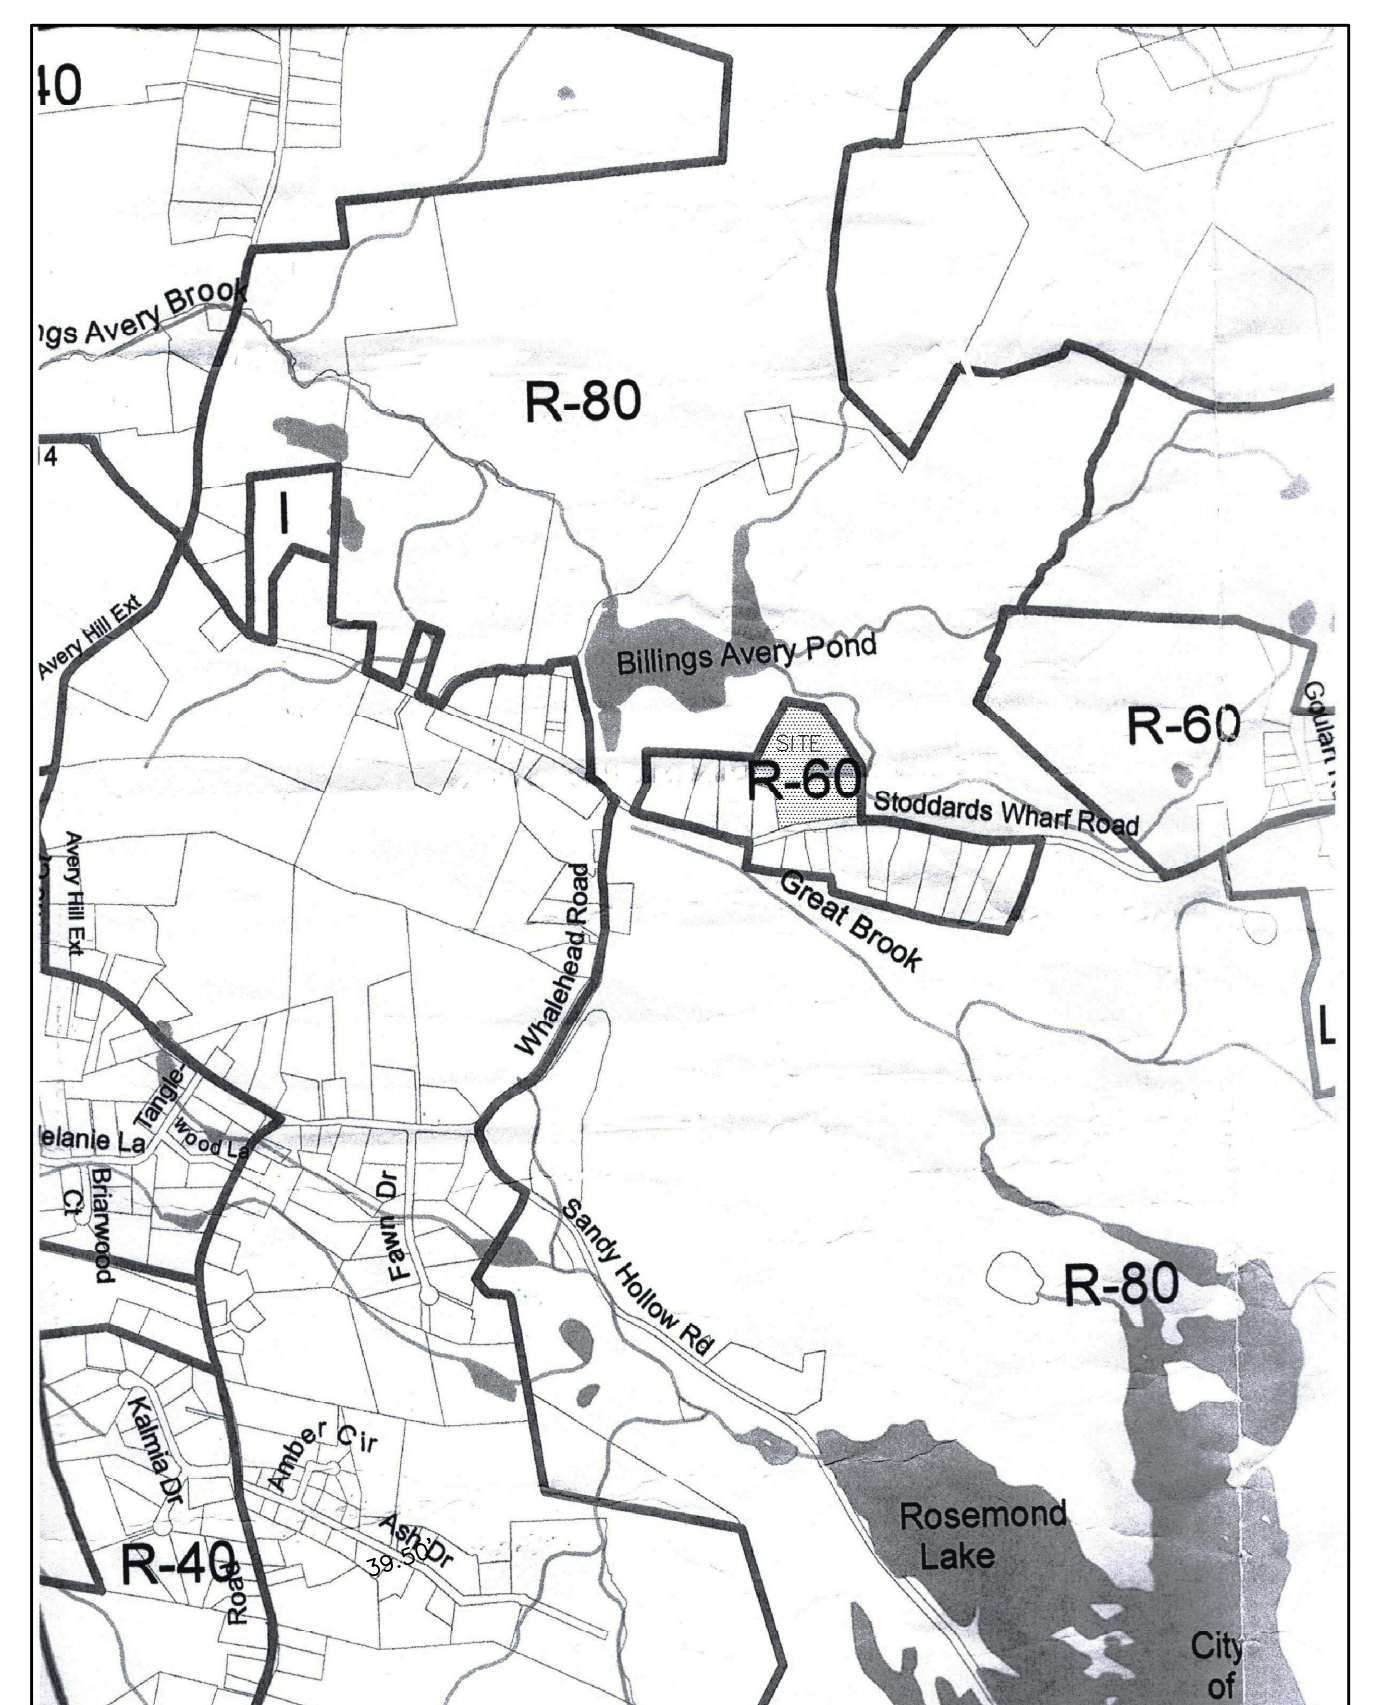 40
ngs Avery Brook
R-80
14
I
Avery Hill Ext
Billings Avery Pond
SITE
R-60
R-60
Goulart
Stoddards Wharf Road
Avery Hill Ext
Great Brook
Whalehead Road
L
Tangle-
wood La
elanie La
Briarwood
Ct
Fawn Dr
Sandy Hollow Rd
R-80
Kalmia Dr
Amber Cir
Ash Dr
39.50'
R-40
Road
Rosemond
Lake
City
of